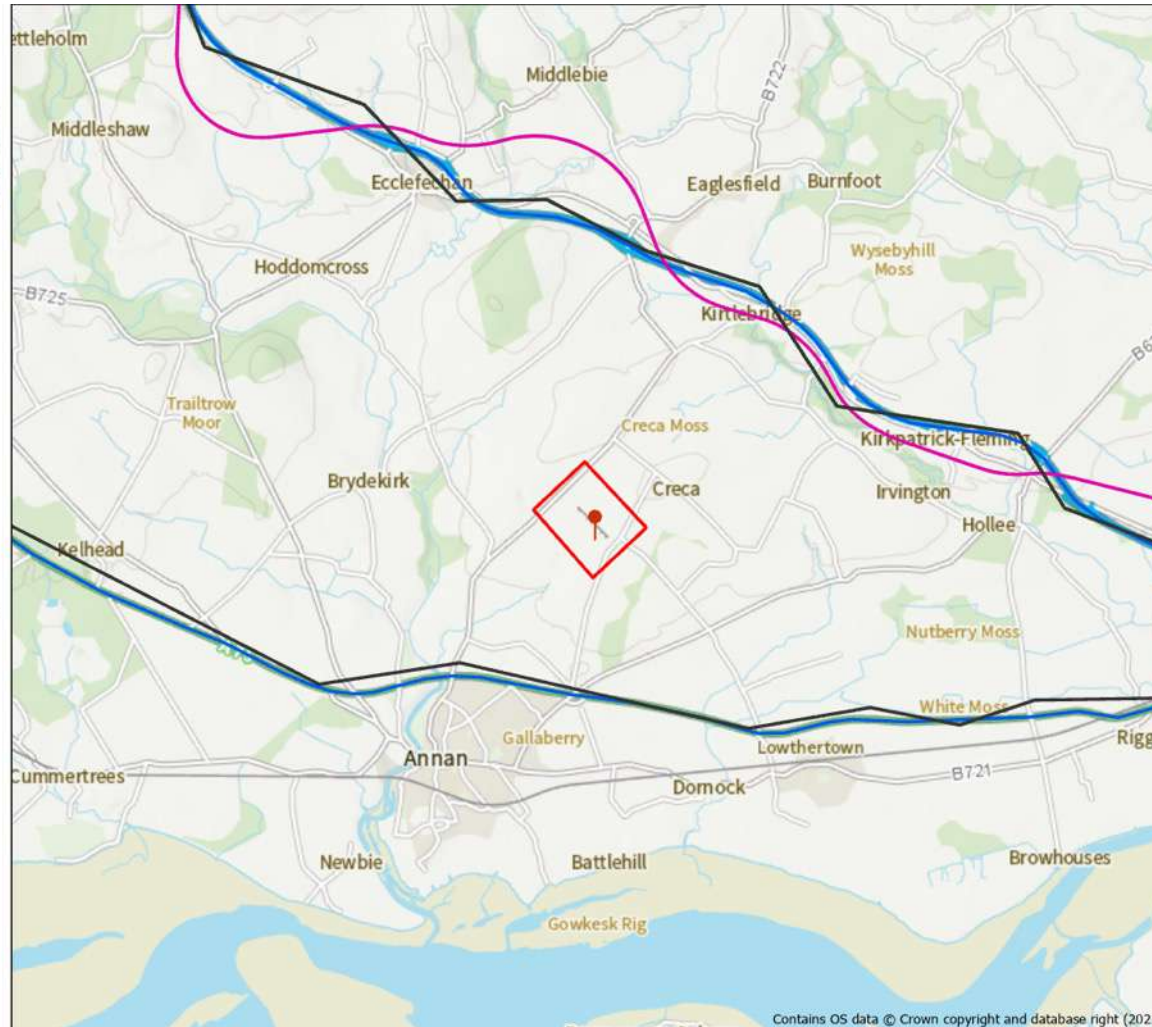 ettleholm
Middlebie
B722
Middleshaw
Ecclefechan
Eaglesfield
Burnfoot
Hoddomcross
Wysebyhill
Moss
B725
Kirtlebridge
Trailtrow
Moor
Creca Moss
Kirkpatrick-Fleming
Brydekirk
Creca
Irvington
Hollee
Kelhead
Nutberry Moss
White Moss
Gallaberry
Lowthertown
Rigg
Annan
Cummertrees
B721
Dornock
Newbie
Battlehill
Browhouses
Gowkesk Rig
Contains OS data © Crown copyright and database right (202